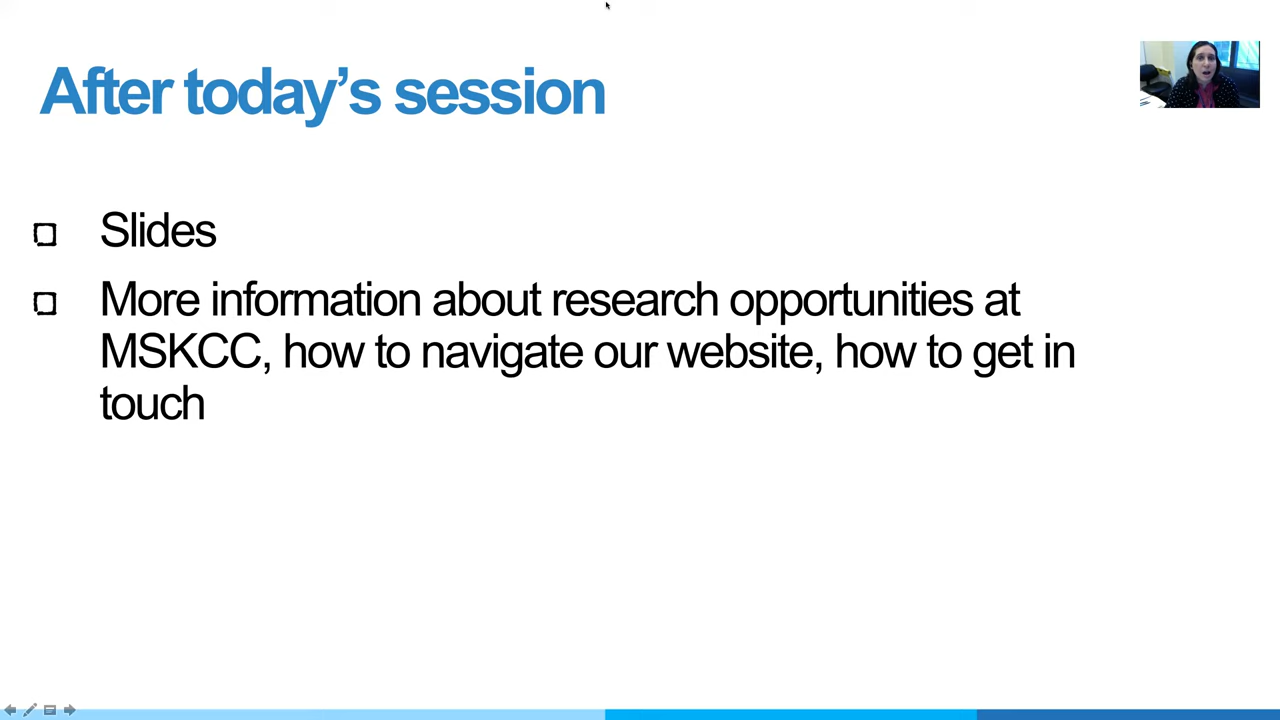 After today’s session
Slides
More information about research opportunities at
MSKCC, how to navigate our website, how to get in
touch